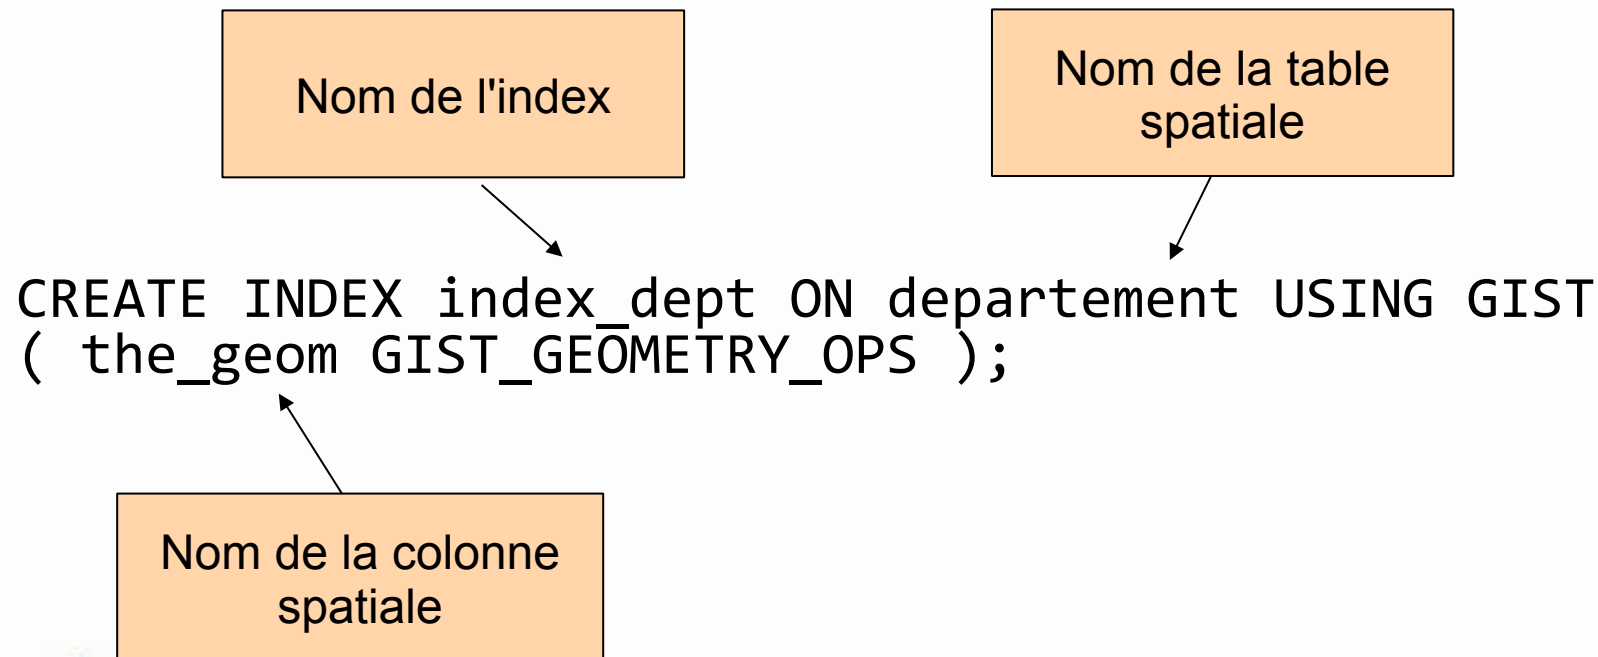 Nom de l'index
Nom de la table
spatiale
CREATE INDEX index_dept ON departement USING GIST
( the_geom GIST_GEOMETRY_OPS );
Nom de la colonne
spatiale